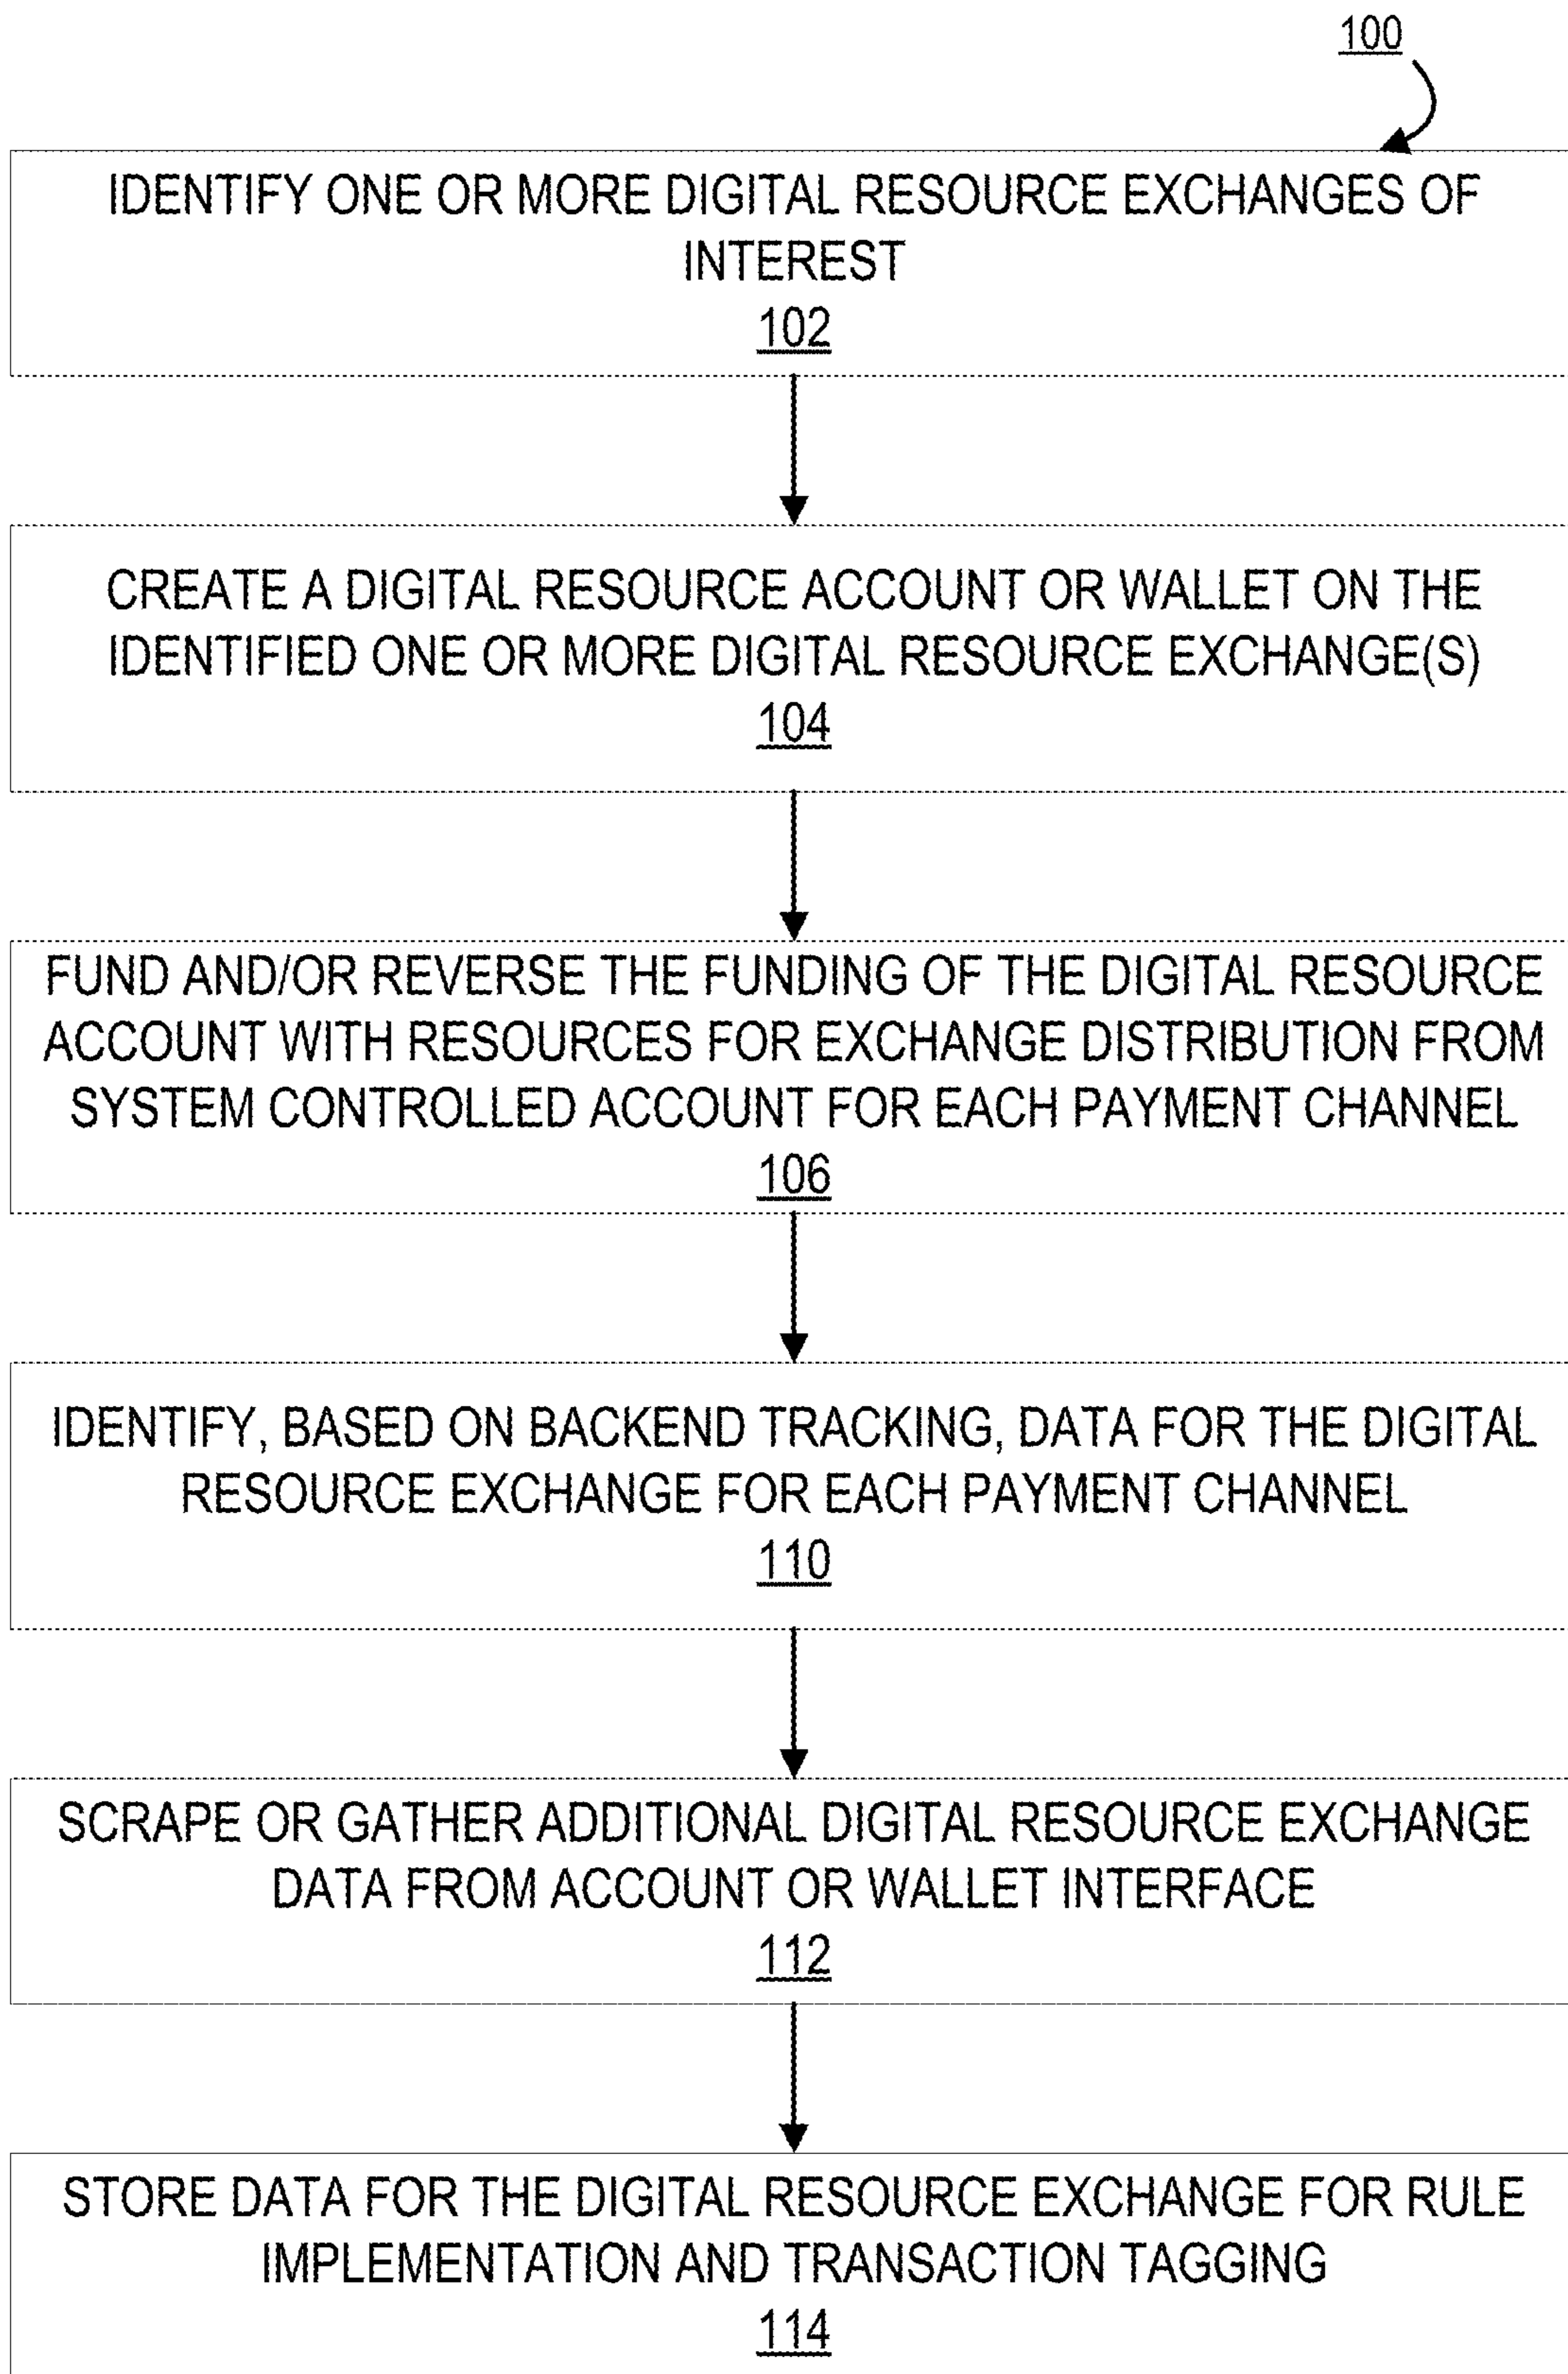 100
IDENTIFY ONE OR MORE DIGITAL RESOURCE EXCHANGES OF
INTEREST
102
CREATE A DIGITAL RESOURCE ACCOUNT OR WALLET ON THE
IDENTIFIED ONE OR MORE DIGITAL RESOURCE EXCHANGE(S)
104
FUND AND/OR REVERSE THE FUNDING OF THE DIGITAL RESOURCE
ACCOUNT WITH RESOURCES FOR EXCHANGE DISTRIBUTION FROM
SYSTEM CONTROLLED ACCOUNT FOR EACH PAYMENT CHANNEL
106
IDENTIFY, BASED ON BACKEND TRACKING, DATA FOR THE DIGITAL
RESOURCE EXCHANGE FOR EACH PAYMENT CHANNEL
110
SCRAPE OR GATHER ADDITIONAL DIGITAL RESOURCE EXCHANGE
DATA FROM ACCOUNT OR WALLET INTERFACE
112
STORE DATA FOR THE DIGITAL RESOURCE EXCHANGE FOR RULE
IMPLEMENTATION AND TRANSACTION TAGGING
114